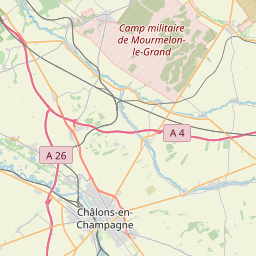 Camp militaire
de Mourmelon-
le-Grand
A 4
A 26
Châlons-en-
Champagne